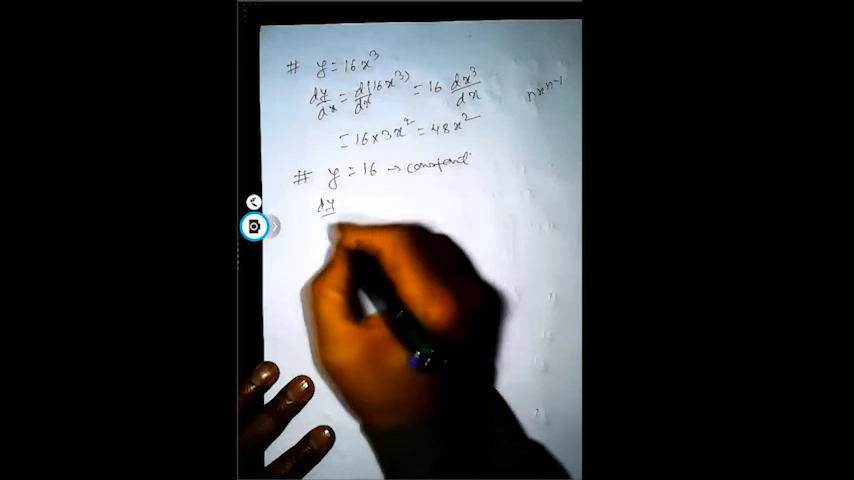 # y = 16x³
dy/dx = d(16x³)/dx = 16 dx³/dx
nxⁿ⁻¹
= 16×3x² = 48x²
# y = 16 → constant
dy